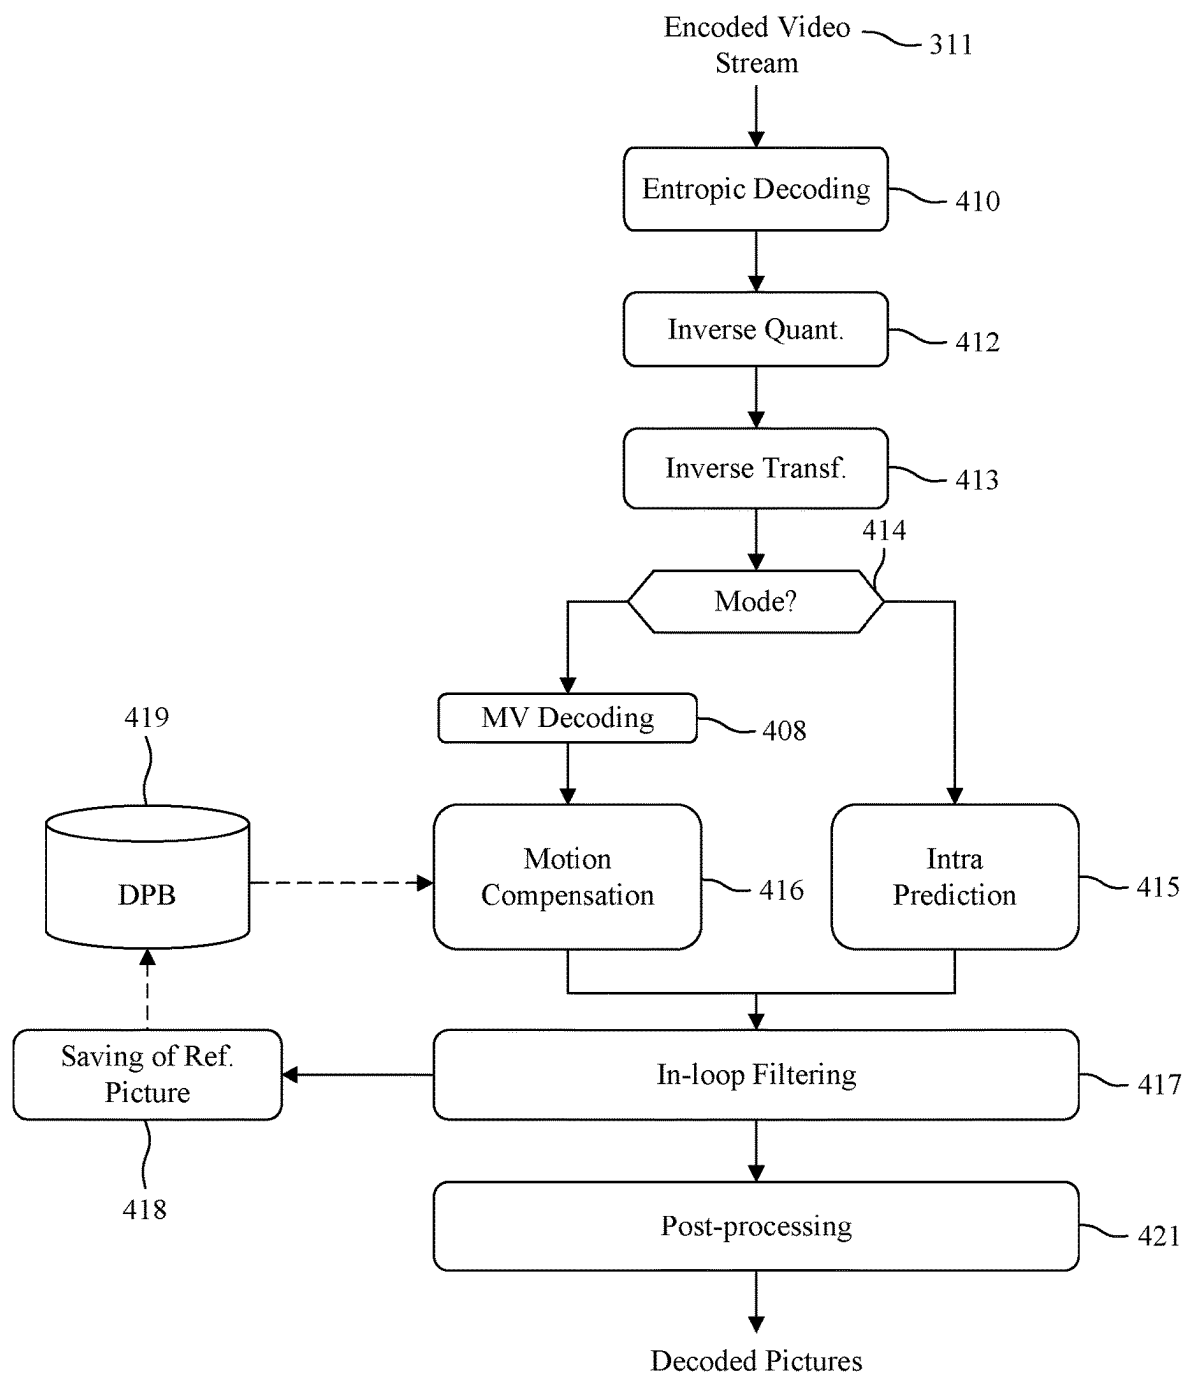 Encoded Video
Stream
311
Entropic Decoding
410
Inverse Quant.
412
Inverse Transf.
413
414
Mode?
MV Decoding
408
419
DPB
Motion
Compensation
416
Intra
Prediction
415
Saving of Ref.
Picture
418
In-loop Filtering
417
Post-processing
421
Decoded Pictures